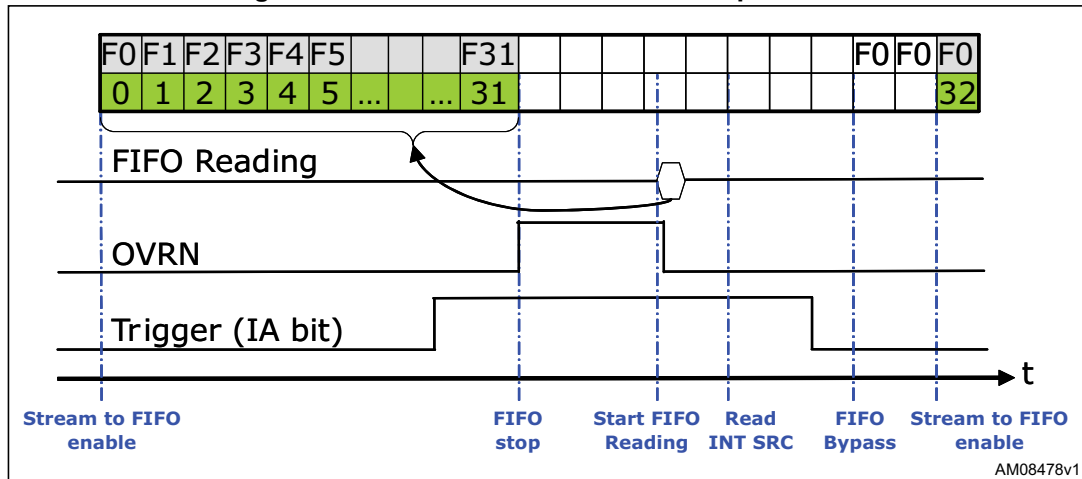 F0 F1 F2 F3 F4 F5 F31 F0 F0 F0
0 1 2 3 4 5 ... ... 31 32
FIFO Reading
OVRN
Trigger (IA bit)
t
Stream to FIFO enable
FIFO stop
Start FIFO Reading
Read INT SRC
FIFO Bypass
Stream to FIFO enable
AM08478v1